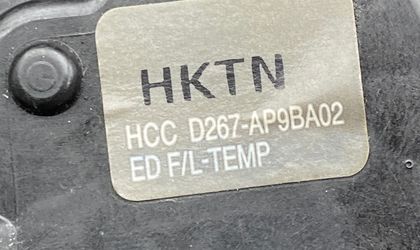 HKTN
HCC D267-AP9BA02
ED F/L-TEMP